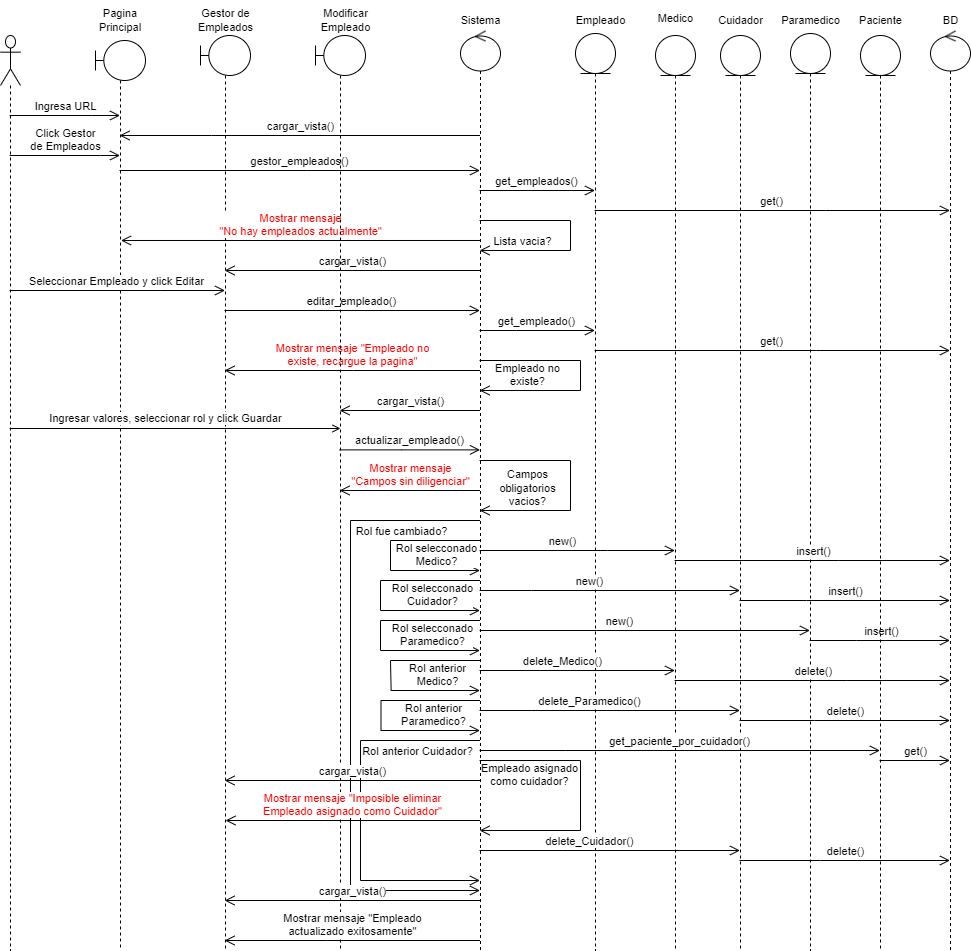 Pagina
Principal
Gestor de
Empleados
Modificar
Empleado
Sistema
Empleado
Medico
Cuidador
Paramedico
Paciente
BD
Ingresa URL
cargar_vista()
Click Gestor
de Empleados
gestor_empleados()
get_empleados()
get()
Mostrar mensaje
"No hay empleados actualmente"
Lista vacia?
cargar_vista()
Seleccionar Empleado y click Editar
editar_empleado()
get_empleado()
get()
Mostrar mensaje "Empleado no
existe, recargue la pagina"
Empleado no
existe?
cargar_vista()
Ingresar valores, seleccionar rol y click Guardar
actualizar_empleado()
Mostrar mensaje
"Campos sin diligenciar"
Campos
obligatorios
vacios?
Rol fue cambiado?
Rol selecconado
Medico?
new()
insert()
Rol selecconado
Cuidador?
new()
insert()
Rol selecconado
Paramedico?
new()
insert()
Rol anterior
Medico?
delete_Medico()
delete()
Rol anterior
Paramedico?
delete_Paramedico()
delete()
Rol anterior Cuidador?
get_paciente_por_cuidador()
get()
cargar_vista()
Empleado asignado
como cuidador?
Mostrar mensaje "Imposible eliminar
Empleado asignado como Cuidador"
delete_Cuidador()
delete()
cargar_vista()
Mostrar mensaje "Empleado
actualizado exitosamente"